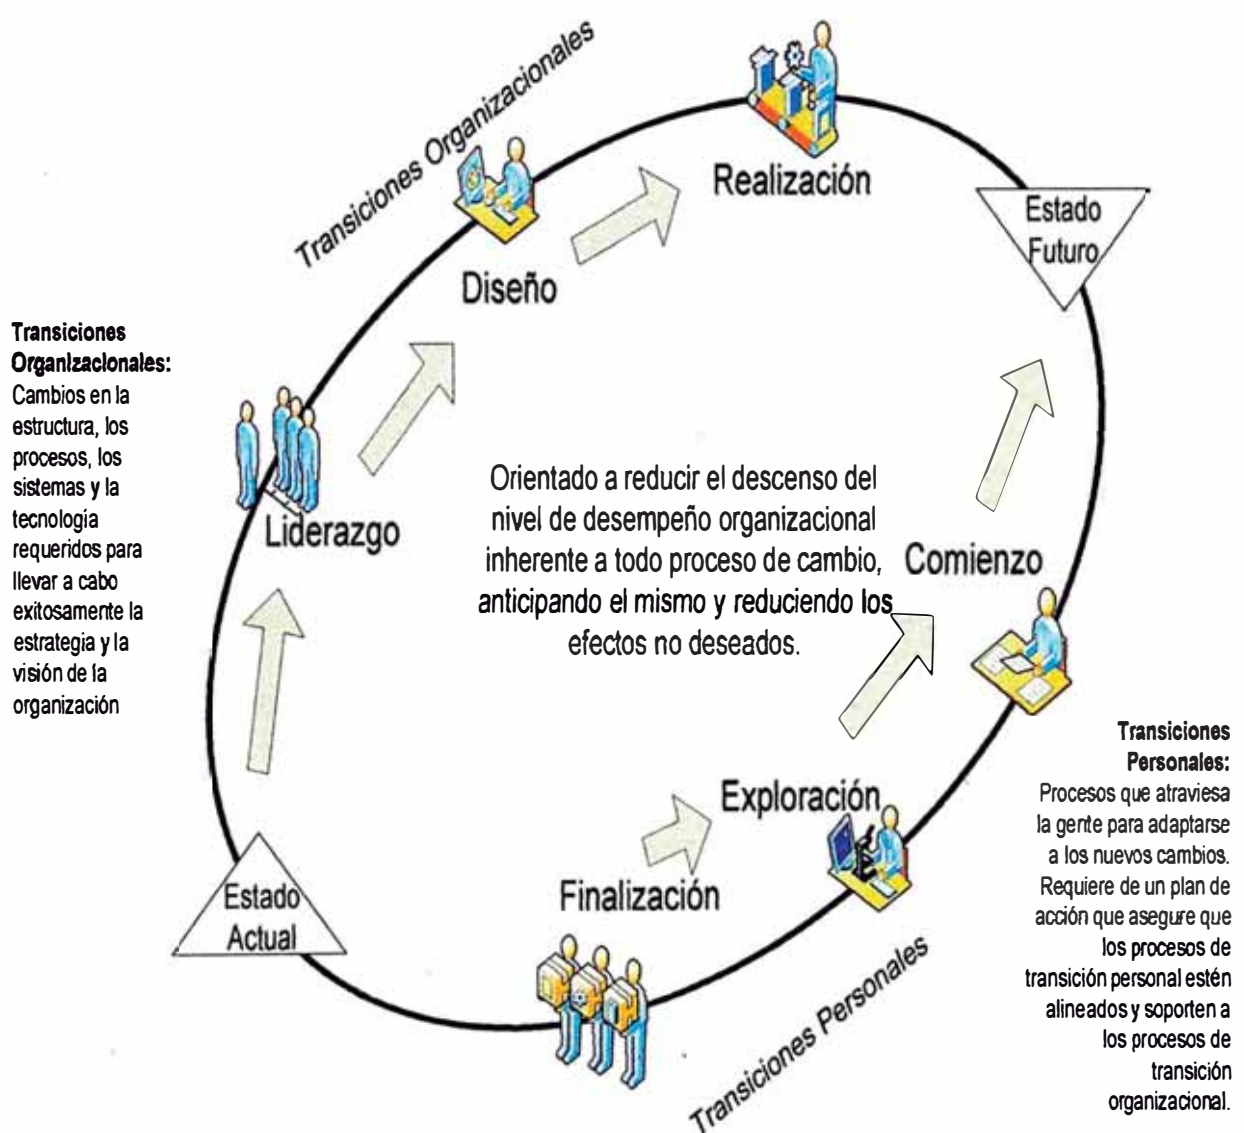 Transiciones Organizacionales
Realización
Estado
Futuro
Diseño
Transiciones
Organizacionales:
Cambios en la
estructura, los
procesos, los
sistemas y la
tecnología
requeridos para
llevar a cabo
exitosamente la
estrategia y la
visión de la
organización
Liderazgo
Orientado a reducir el descenso del
nivel de desempeño organizacional
inherente a todo proceso de cambio,
anticipando el mismo y reduciendo los
efectos no deseados.
Comienzo
Transiciones
Personales:
Procesos que atraviesa
la gente para adaptarse
a los nuevos cambios.
Requiere de un plan de
acción que asegure que
los procesos de
transición personal estén
alineados y soporten a
los procesos de
transición
organizacional.
Exploración
Finalización
Estado
Actual
Transiciones Personales